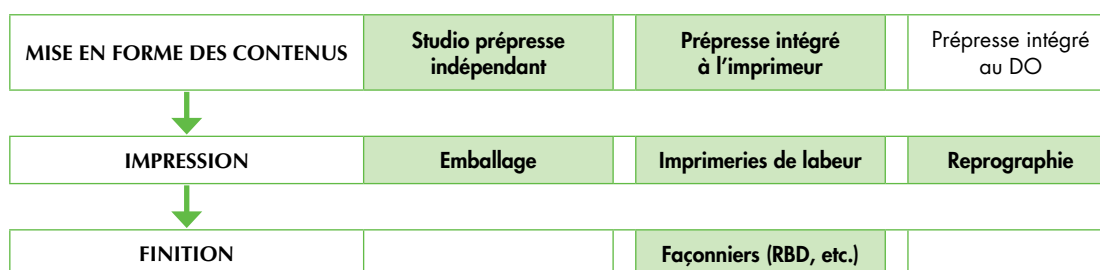 MISE EN FORME DES CONTENUS
Studio prépresse
indépendant
Prépresse intégré
à l’imprimeur
Prépresse intégré
au DO
IMPRESSION
Emballage
Imprimeries de labeur
Reprographie
FINITION
Façonniers (RBD, etc.)